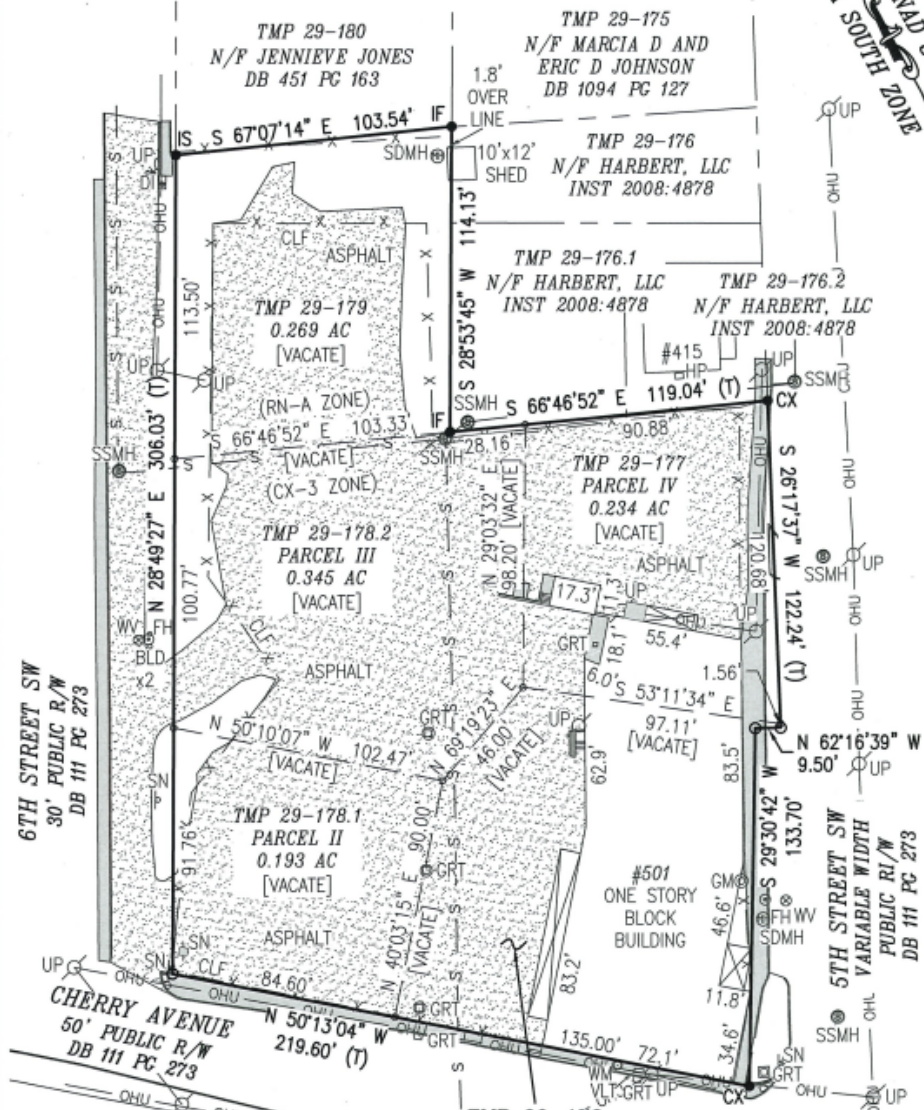 NAD
SOUTH ZONE
TMP 29-180
N/F JENNIEVE JONES
DB 451 PG 163
TMP 29-175
N/F MARCIA D AND
ERIC D JOHNSON
DB 1094 PG 127
1.8'
OVER
LINE
UP
IS
S 67°07'14" E 103.54'
IF
SDMH
10'x12'
SHED
TMP 29-176
N/F HARBERT, LLC
INST 2008:4878
UP
DI
OHU
OHU
CLF
ASPHALT
S 28°53'45" W 114.13'
113.50'
TMP 29-176.1
N/F HARBERT, LLC
INST 2008:4878
TMP 29-176.2
N/F HARBERT, LLC
INST 2008:4878
TMP 29-179
0.269 AC
[VACATE]
#415
HP
UP
SSMH
OHU
UP
UP
(RN-A ZONE)
IF
SSMH
S 66°46'52" E 119.04' (T)
CX
S 66°46'52" E 103.33'
[VACATE]
(CX-3 ZONE)
SSMH
28.16'
90.88'
SSMH
N 28°49'27" E 306.03' (T)
N 29°03'32" E
98.20' [VACATE]
TMP 29-177
PARCEL IV
0.234 AC
[VACATE]
OHU
S 26°17'37" W 122.24' (T)
120.68'
TMP 29-178.2
PARCEL III
0.345 AC
[VACATE]
100.77'
ASPHALT
SSMH
UP
17.3'
11.3'
UP
OHU
UP
WV
FH
BLD
x2
CLF
GRT
18.1'
55.4'
ASPHALT
1.56'
6.0'
S 53°11'34" E
97.11'
[VACATE]
6TH STREET SW
30' PUBLIC R/W
DB 111 PG 273
GRT
N 69°19'23" E
46.00'
[VACATE]
UP
N 50°10'07" W 102.47'
[VACATE]
N 62°16'39" W
9.50'
UP
OHU
SN
62.9'
83.5'
S 29°30'42" W
133.70'
TMP 29-178.1
PARCEL II
0.193 AC
[VACATE]
91.76'
N 40°03'15" E 90.00'
[VACATE]
GRT
#501
ONE STORY
BLOCK
BUILDING
GM
46.6'
FH
WV
SDMH
5TH STREET SW
VARIABLE WIDTH
PUBLIC RI/W
DB 111 PG 273
ASPHALT
SN
SN
UP
OHU
CLF
84.60'
OHU
83.2'
11.8'
34.6'
CHERRY AVENUE
50' PUBLIC R/W
DB 111 PG 273
N 50°13'04" W
219.60' (T)
OHU
GRT
GRT
135.00'
72.1'
SSMH
OHU
SN
GRT
WM
VLT
GRT
UP
CX
OHU
UP
OHU